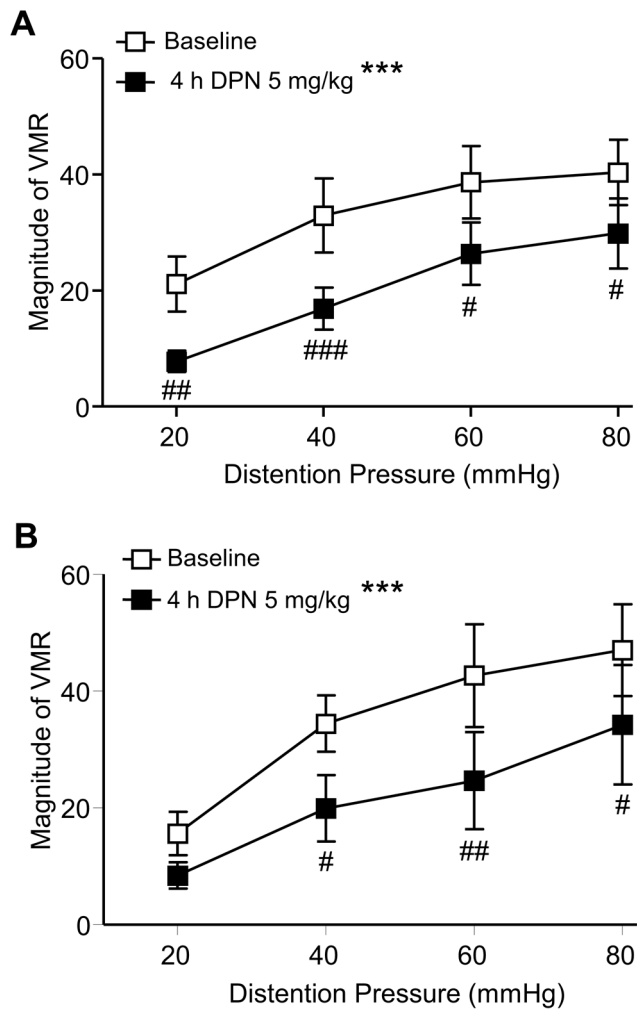 A
Baseline
4 h DPN 5 mg/kg ***
60
40
20
0
Magnitude of VMR
##
###
#
#
20 40 60 80
Distention Pressure (mmHg)
B
Baseline
4 h DPN 5 mg/kg ***
60
40
20
0
Magnitude of VMR
#
##
#
20 40 60 80
Distention Pressure (mmHg)